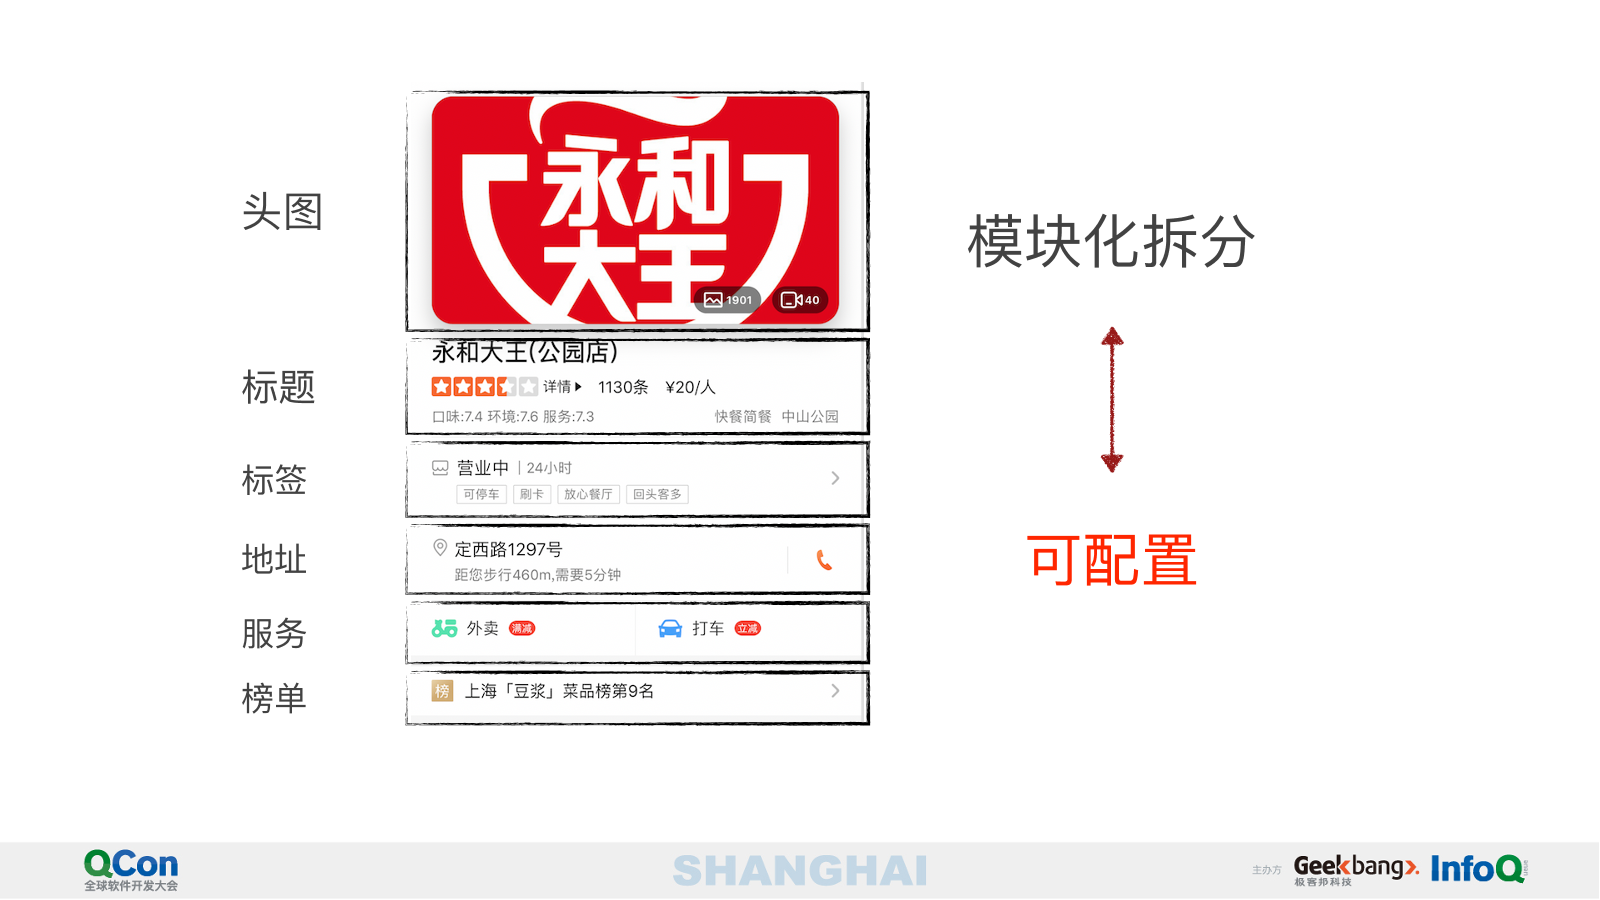 头图
永和
大王
1901
40
模块化拆分
标题
永和大王(公园店)
详情 1130条 ¥20/人
口味:7.4 环境:7.6 服务:7.3 快餐简餐 中山公园
标签
营业中 | 24小时
可停车 刷卡 放心餐厅 回头客多
地址
定西路1297号
距您步行460m,需要5分钟
可配置
服务
外卖 满减 打车 立减
榜单
榜 上海「豆浆」菜品榜第9名
QCon
全球软件开发大会
SHANGHAI
主办方
Geekbang
极客邦科技
InfoQ